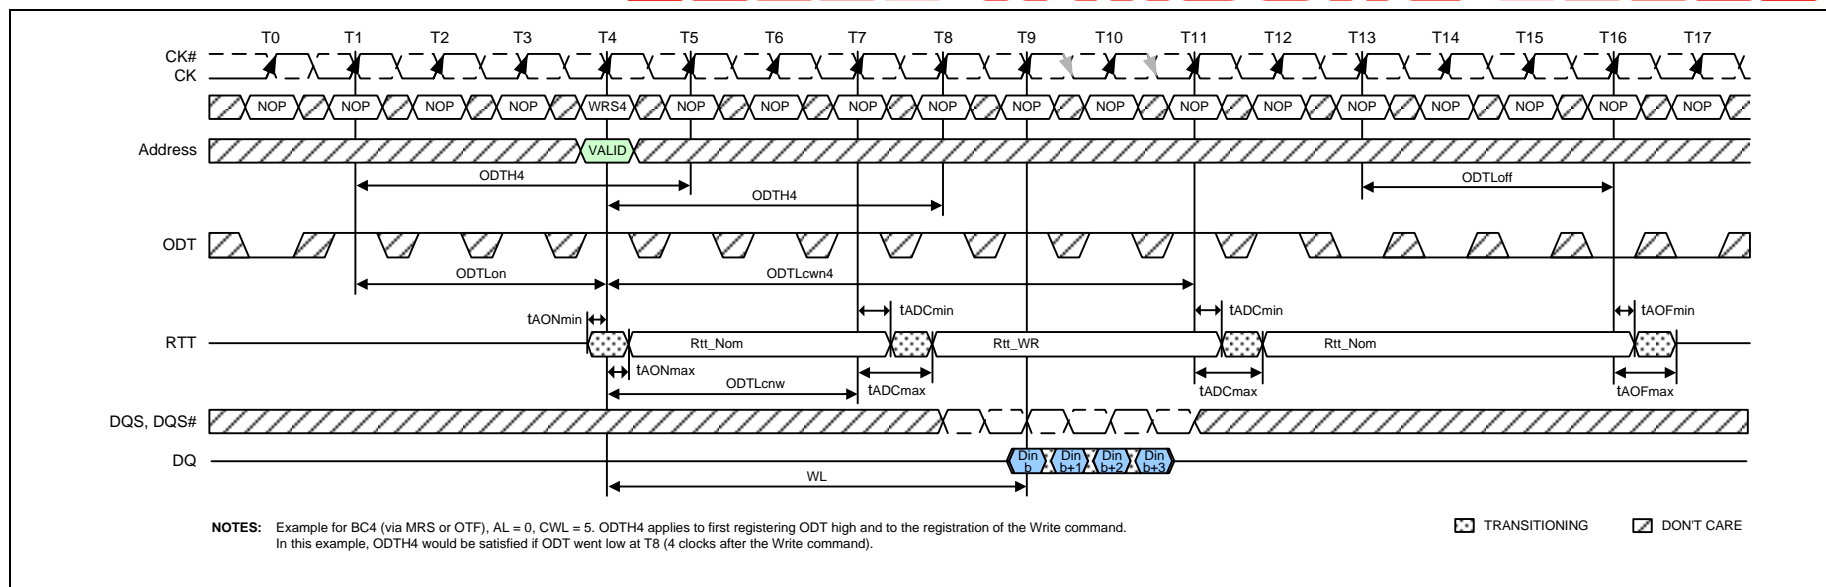 T0 T1 T2 T3 T4 T5 T6 T7 T8 T9 T10 T11 T12 T13 T14 T15 T16 T17
CK#
CK
NOP NOP NOP NOP WRS4 NOP NOP NOP NOP NOP NOP NOP NOP NOP NOP NOP NOP NOP
Address VALID
ODTH4 ODTLoff
ODTH4
ODT
ODTLon ODTLcwn4
tAONmin tADCmin tADCmin tAOFmin
RTT Rtt_Nom Rtt_WR Rtt_Nom
tAONmax ODTLcnw tADCmax tADCmax tAOFmax
DQS, DQS#
DQ Din b Din b+1 Din b+2 Din b+3
WL
NOTES: Example for BC4 (via MRS or OTF), AL = 0, CWL = 5. ODTH4 applies to first registering ODT high and to the registration of the Write command.
In this example, ODTH4 would be satisfied if ODT went low at T8 (4 clocks after the Write command).
TRANSITIONING DON'T CARE